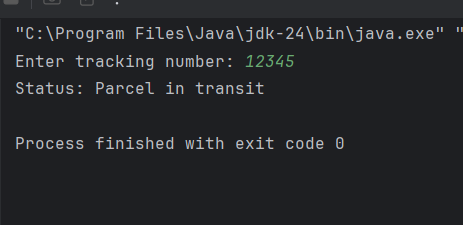 "C:\Program Files\Java\jdk-24\bin\java.exe" "
Enter tracking number: 12345
Status: Parcel in transit
Process finished with exit code 0